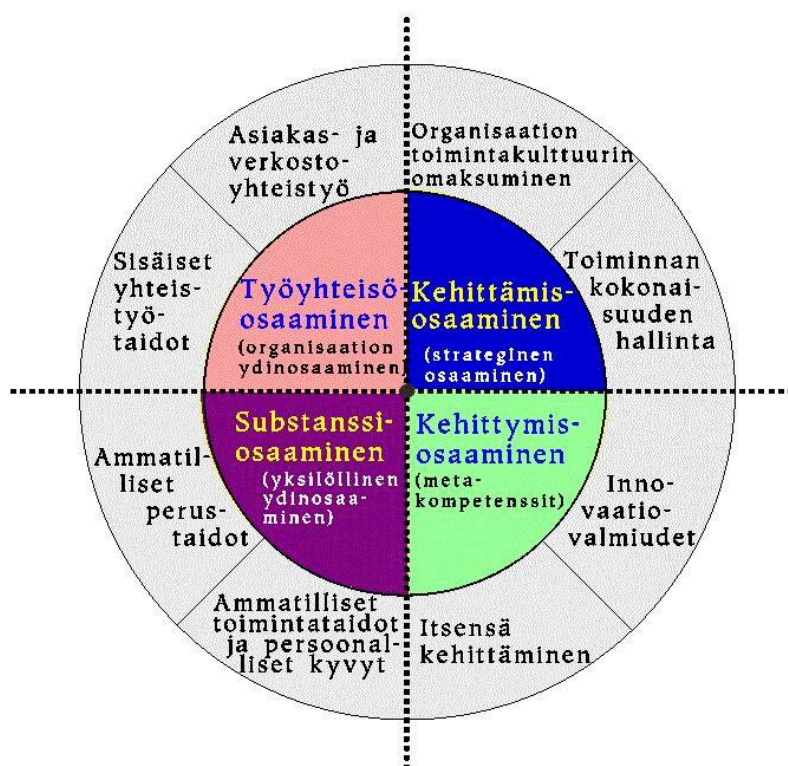 Asiakas- ja
verkosto-
yhteistyö
Organisaation
toimintakulttuurin
omaksuminen
Sisäiset
yhteis-
työ-
taidot
Työyhteisö-
osaaminen
(organisaation
ydinosaaminen)
Kehittämis-
osaaminen
(strateginen
osaaminen)
Toiminnan
kokonai-
suuden
hallinta
Ammatil-
liset
perus-
taidot
Substanssi-
osaaminen
(yksilöllinen
ydinosaa-
minen)
Kehittymis-
osaaminen
(meta-
kompetenssit)
Inno-
vaatio-
valmiudet
Ammatilliset
toimintataidot
ja persoonal-
liset kyvyt
Itsensä
kehittäminen